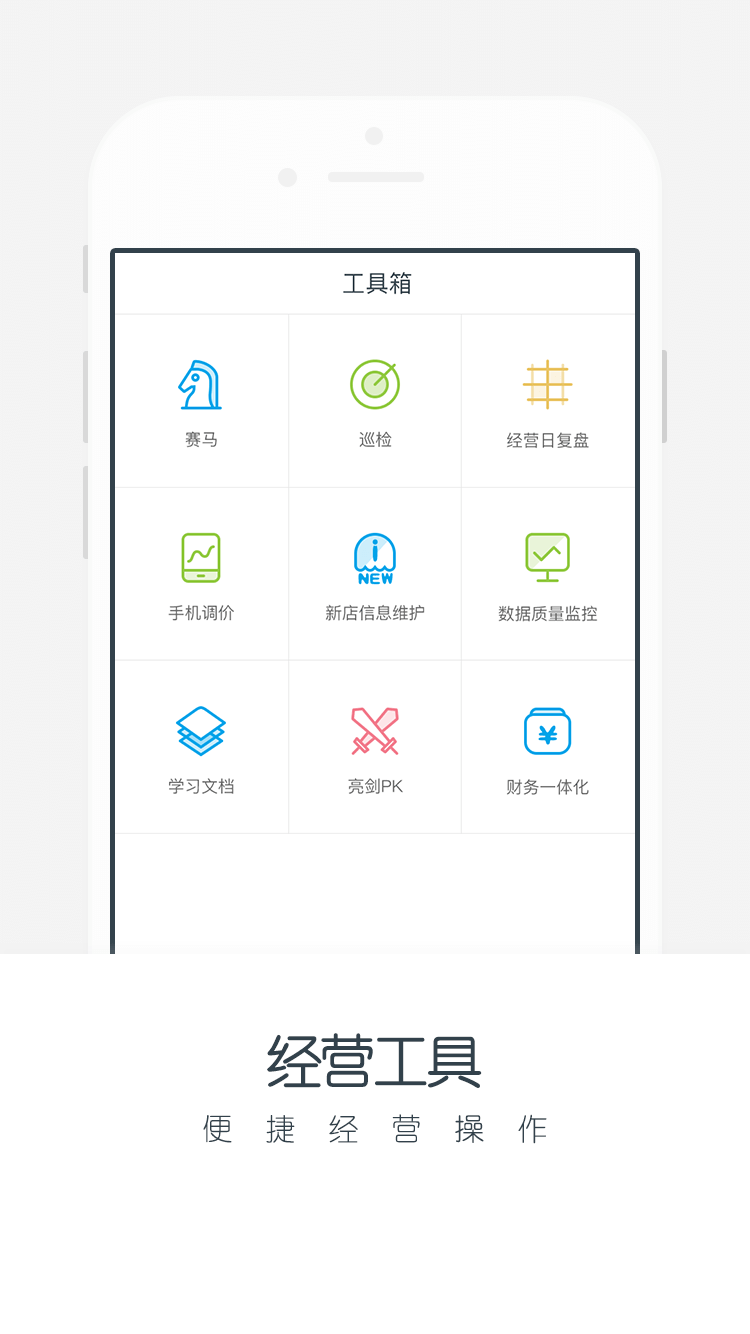 工具箱
赛马 巡检 经营日复盘
NEW
手机调价 新店信息维护 数据质量监控
¥
学习文档 亮剑PK 财务一体化
经营工具
便捷经营操作